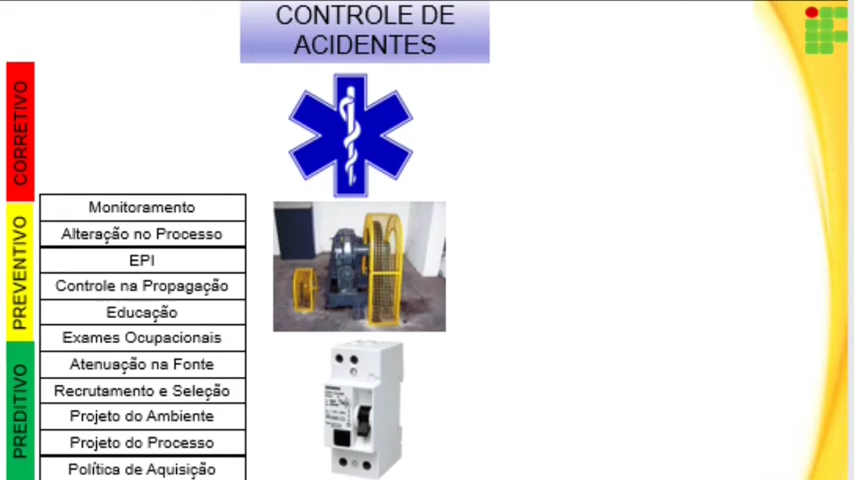 CONTROLE DE
ACIDENTES
CORRETIVO
PREVENTIVO
PREDITIVO
Monitoramento
Alteração no Processo
EPI
Controle na Propagação
Educação
Exames Ocupacionais
Atenuação na Fonte
Recrutamento e Seleção
Projeto do Ambiente
Projeto do Processo
Política de Aquisição